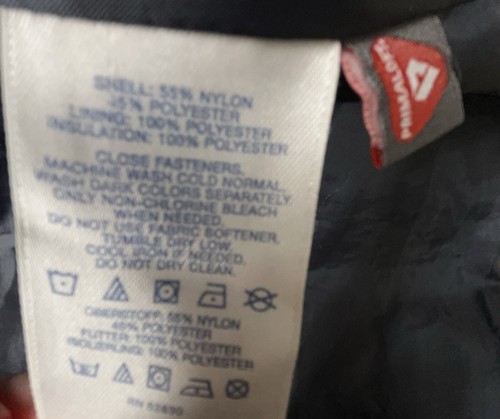 SHELL: 55% NYLON
45% POLYESTER
LINING: 100% POLYESTER
INSULATION: 100% POLYESTER
CLOSE FASTENERS.
MACHINE WASH COLD NORMAL.
WASH DARK COLORS SEPARATELY.
ONLY NON-CHLORINE BLEACH
WHEN NEEDED.
DO NOT USE FABRIC SOFTENER.
TUMBLE DRY LOW.
COOL IRON IF NEEDED.
DO NOT DRY CLEAN.
OBERSTOFF: 55% NYLON
45% POLYESTER
FUTTER: 100% POLYESTER
ISOLIERUNG: 100% POLYESTER
RN
PRIMALOFT